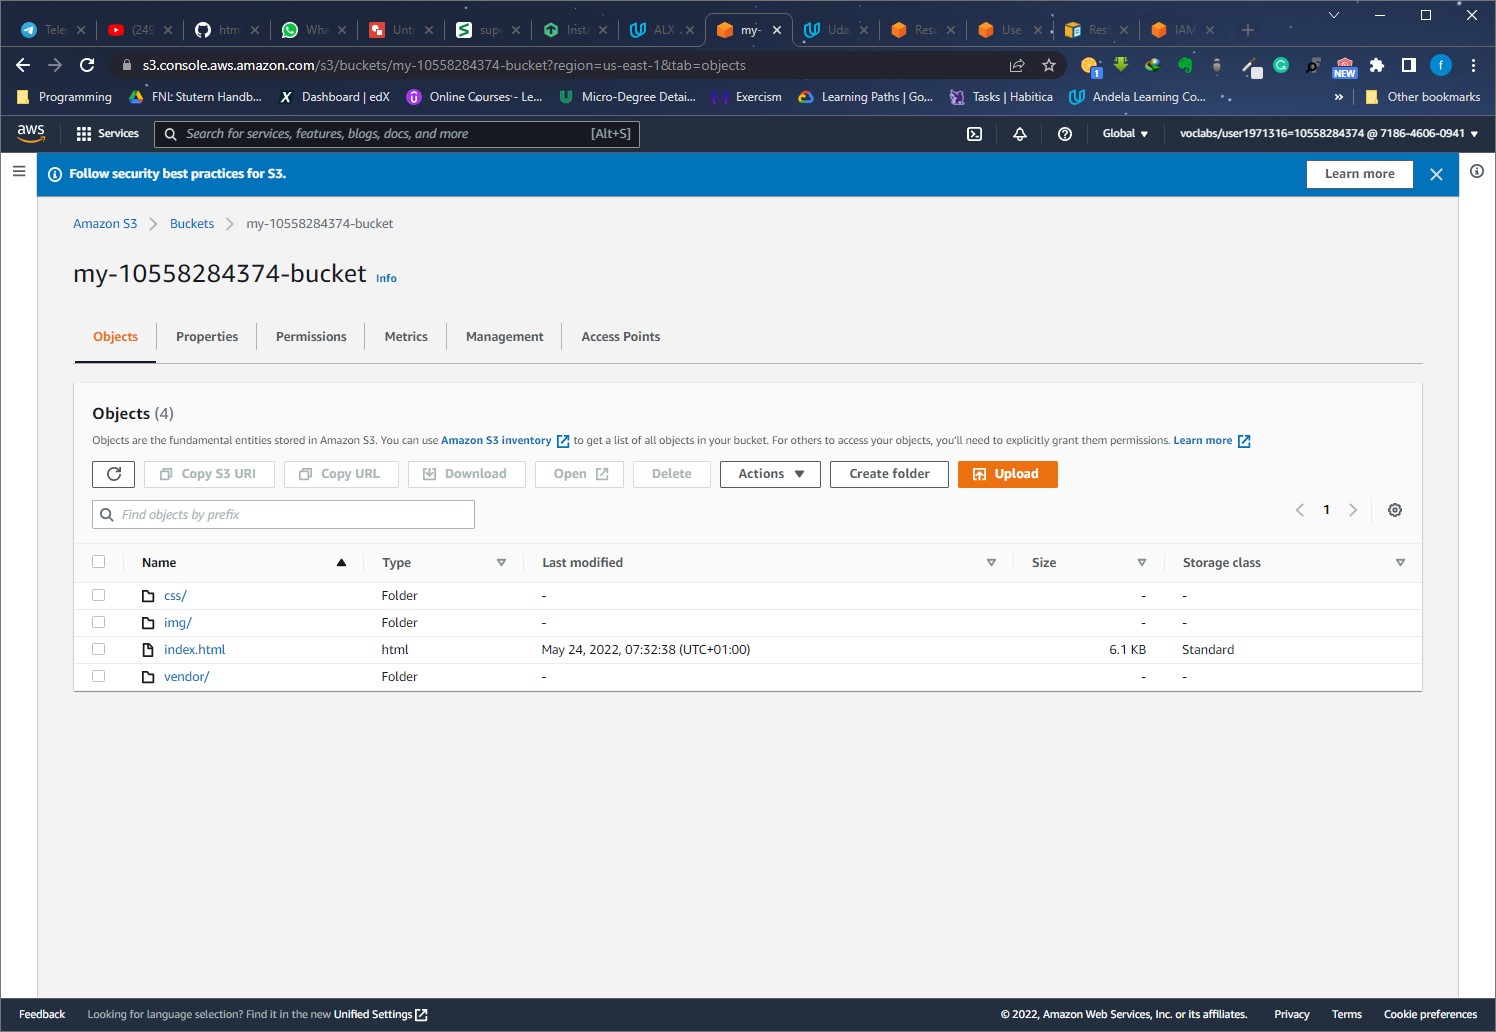 Tele
(249
htm
Wha
Unti
supe
Inst
ALX
my-
Uda
Res
Use
Rest
IAM
s3.console.aws.amazon.com/s3/buckets/my-10558284374-bucket?region=us-east-1&tab=objects
1
NEW
f
Programming
FNL: Stutern Handb...
Dashboard | edX
Online Courses - Le...
Micro-Degree Detai...
Exercism
Learning Paths | Go...
Tasks | Habitica
Andela Learning Co...
»
Other bookmarks
aws
Services
Search for services, features, blogs, docs, and more
[Alt+S]
Global
voclabs/user1971316=10558284374 @ 7186-4606-0941
Follow security best practices for S3.
Learn more
Amazon S3
Buckets
my-10558284374-bucket
my-10558284374-bucket Info
Objects
Properties
Permissions
Metrics
Management
Access Points
Objects (4)
Objects are the fundamental entities stored in Amazon S3. You can use Amazon S3 inventory to get a list of all objects in your bucket. For others to access your objects, you'll need to explicitly grant them permissions. Learn more
Copy S3 URI
Copy URL
Download
Open
Delete
Actions
Create folder
Upload
Find objects by prefix
1
Name
Type
Last modified
Size
Storage class
css/ Folder - - -
img/ Folder - - -
index.html html May 24, 2022, 07:32:38 (UTC+01:00) 6.1 KB Standard
vendor/ Folder - - -
Feedback
Looking for language selection? Find it in the new Unified Settings
© 2022, Amazon Web Services, Inc. or its affiliates.
Privacy
Terms
Cookie preferences